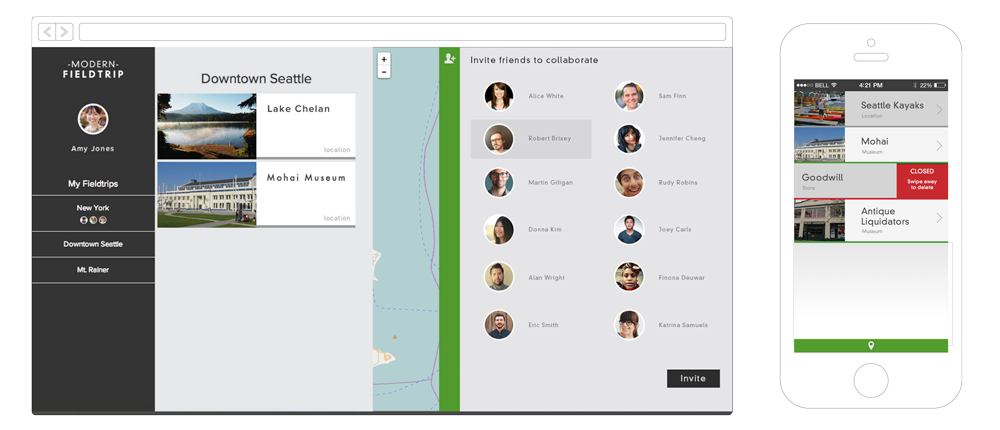 -MODERN-
FIELDTRIP
Amy Jones
My Fieldtrips
New York
Downtown Seattle
Mt. Rainer
Downtown Seattle
Lake Chelan
location
Mohai Museum
location
+
−
Invite friends to collaborate
Alice White
Sam Finn
Robert Brixey
Jennifer Cheng
Martin Giligan
Rudy Robins
Donna Kim
Joey Carls
Alan Wright
Finona Deuwar
Eric Smith
Katrina Samuels
Invite
BELL
4:21 PM
22%
Seattle Kayaks
Location
Mohai
Museum
Goodwill
Store
CLOSED
Swipe away
to delete
Antique
Liquidators
Museum